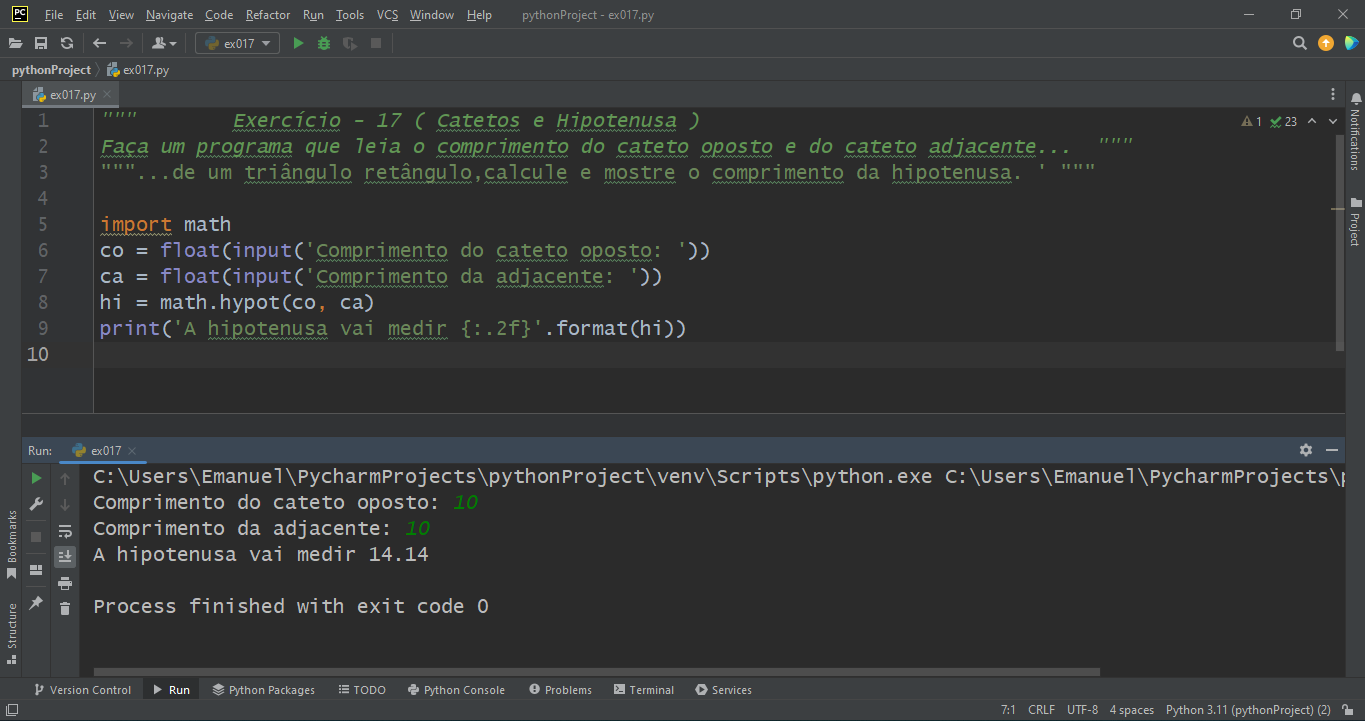 PC File Edit View Navigate Code Refactor Run Tools VCS Window Help pythonProject - ex017.py
ex017
pythonProject ex017.py
ex017.py
1 """ Exercício - 17 ( Catetos e Hipotenusa )
1 23
2 Faça um programa que leia o comprimento do cateto oposto e do cateto adjacente... """
3 """...de um triângulo retângulo,calcule e mostre o comprimento da hipotenusa. ' """
4
5 import math
6 co = float(input('Comprimento do cateto oposto: '))
7 ca = float(input('Comprimento da adjacente: '))
8 hi = math.hypot(co, ca)
9 print('A hipotenusa vai medir {:.2f}'.format(hi))
10
Notifications
Project
Run: ex017
C:\Users\Emanuel\PycharmProjects\pythonProject\venv\Scripts\python.exe C:\Users\Emanuel\PycharmProjects\
Comprimento do cateto oposto: 10
Comprimento da adjacente: 10
A hipotenusa vai medir 14.14
Process finished with exit code 0
Bookmarks
Structure
Version Control Run Python Packages TODO Python Console Problems Terminal Services
7:1 CRLF UTF-8 4 spaces Python 3.11 (pythonProject) (2)